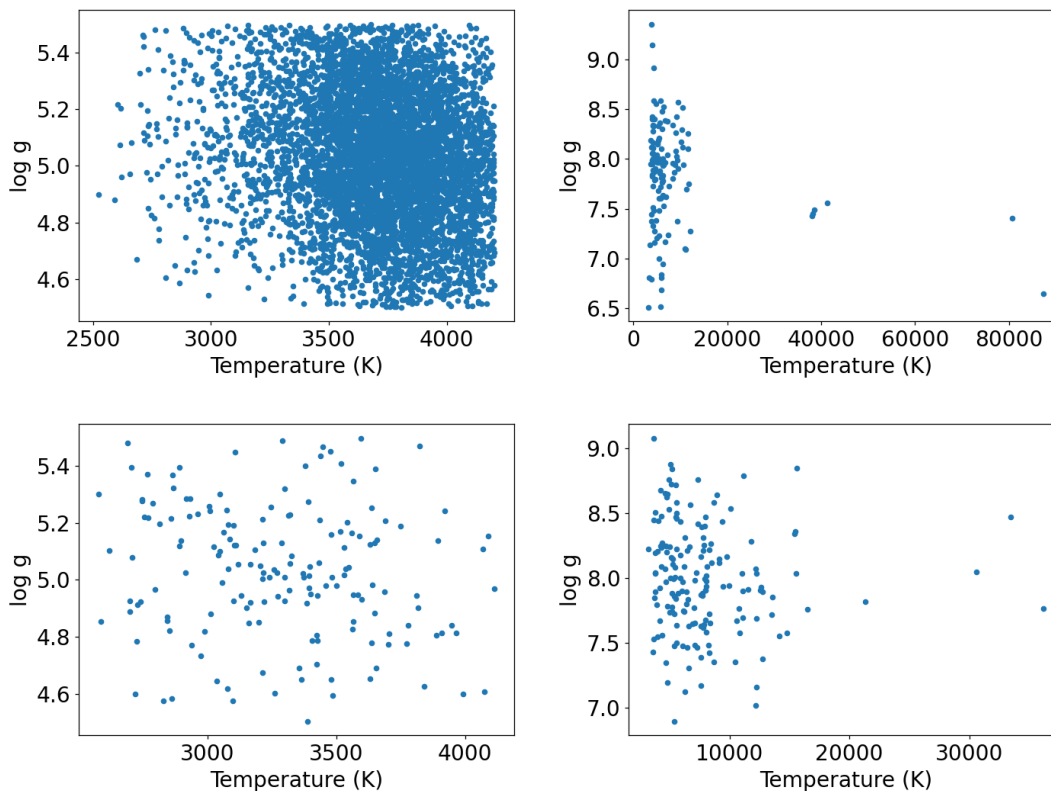 5.4
5.2
5.0
4.8
4.6
log g
2500 3000 3500 4000
Temperature (K)
9.0
8.5
8.0
7.5
7.0
6.5
log g
0 20000 40000 60000 80000
Temperature (K)
5.4
5.2
5.0
4.8
4.6
log g
3000 3500 4000
Temperature (K)
9.0
8.5
8.0
7.5
7.0
log g
10000 20000 30000
Temperature (K)